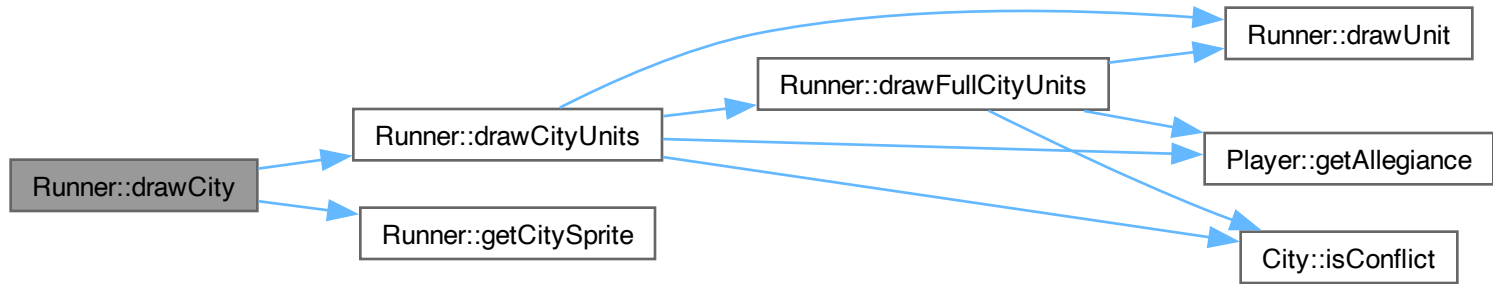 Runner::drawCity
Runner::drawCityUnits
Runner::getCitySprite
Runner::drawFullCityUnits
Runner::drawUnit
Player::getAllegiance
City::isConflict